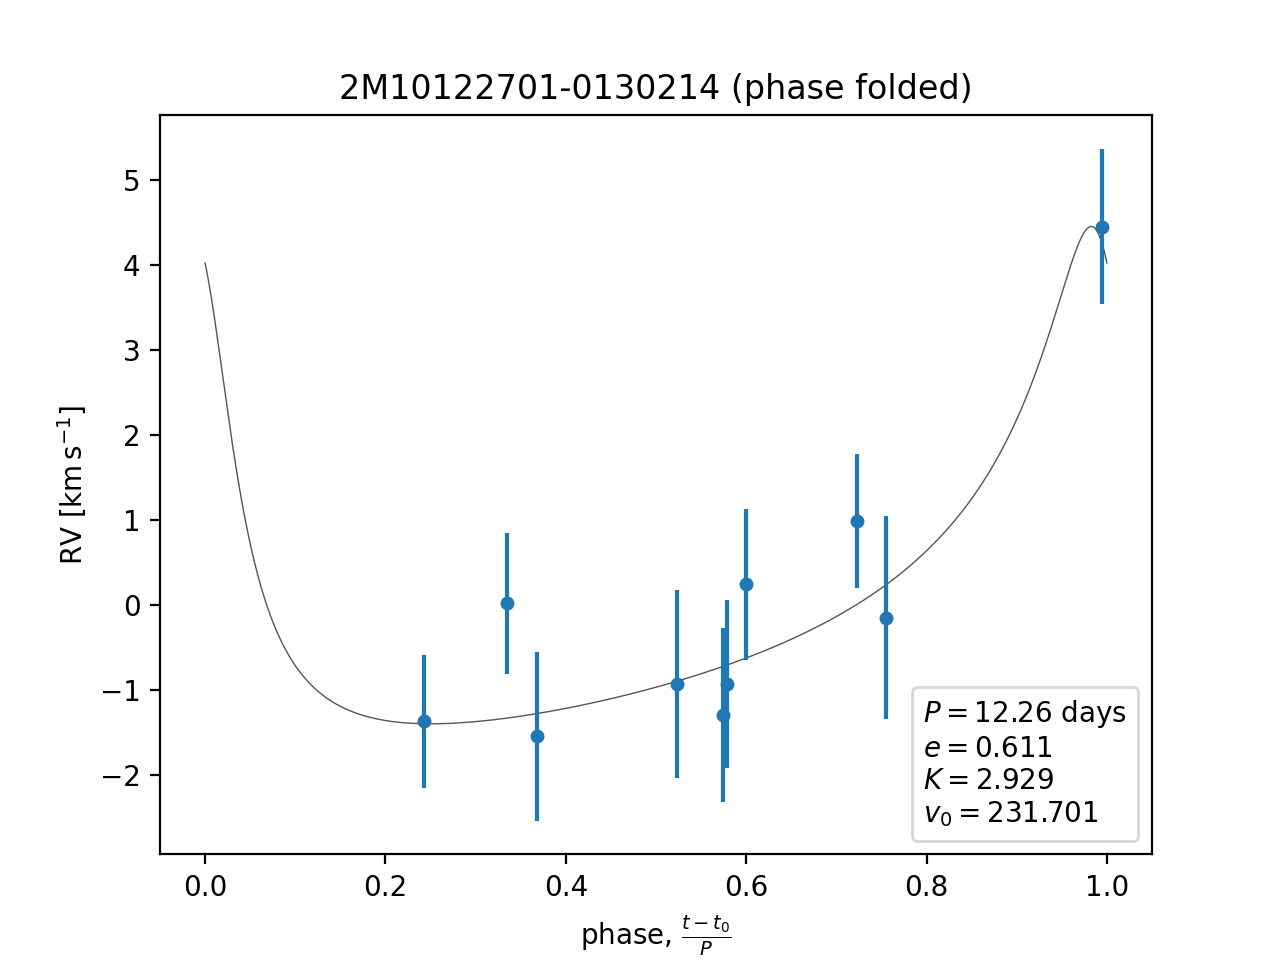 2M10122701-0130214 (phase folded)
RV [km s⁻¹]
5
4
3
2
1
0
−1
−2
P = 12.26 days
e = 0.611
K = 2.929
v₀ = 231.701
0.0 0.2 0.4 0.6 0.8 1.0
phase, (t − t₀)/P